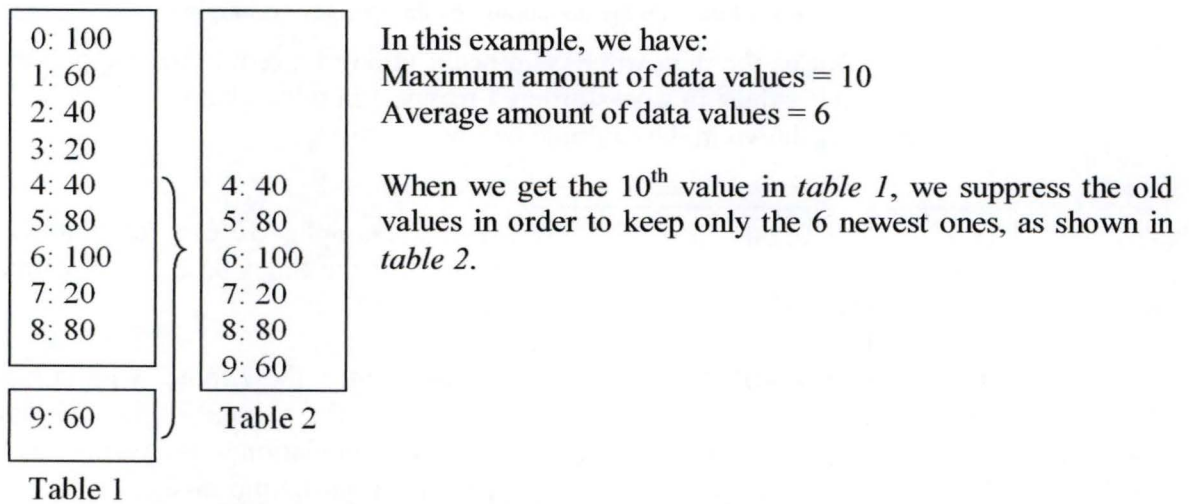 0: 100
1: 60
2: 40
3: 20
4: 40
5: 80
6: 100
7: 20
8: 80
9: 60
Table 1
4: 40
5: 80
6: 100
7: 20
8: 80
9: 60
Table 2
In this example, we have:
Maximum amount of data values = 10
Average amount of data values = 6
When we get the 10th value in table 1, we suppress the old
values in order to keep only the 6 newest ones, as shown in
table 2.